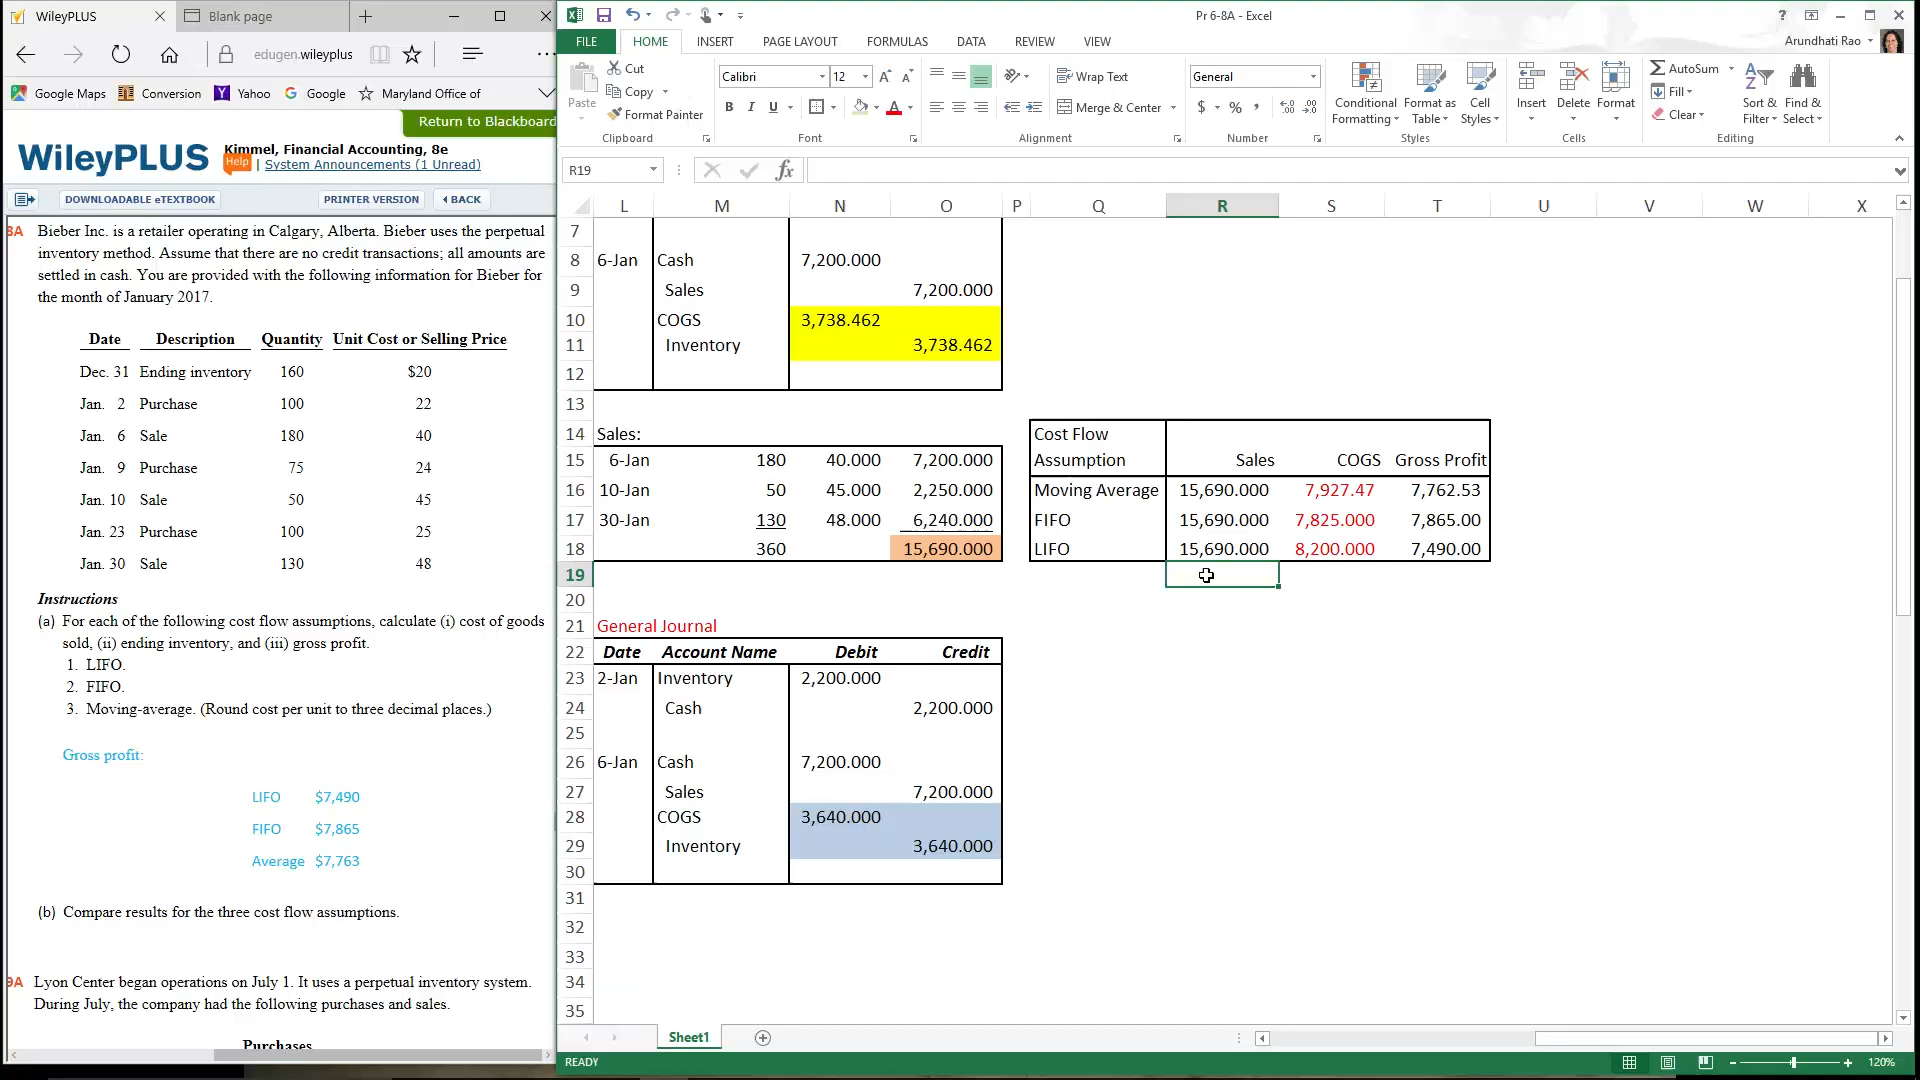 WileyPLUS
Blank page
edugen.wileyplus
Google Maps
Conversion
Yahoo
Google
Maryland Office of
Return to Blackboard
WileyPLUS
Kimmel, Financial Accounting, 8e
Help | System Announcements (1 Unread)
DOWNLOADABLE eTEXTBOOK
PRINTER VERSION
BACK
8A Bieber Inc. is a retailer operating in Calgary, Alberta. Bieber uses the perpetual
inventory method. Assume that there are no credit transactions; all amounts are
settled in cash. You are provided with the following information for Bieber for
the month of January 2017.
Date Description Quantity Unit Cost or Selling Price
Dec. 31 Ending inventory 160 $20
Jan. 2 Purchase 100 22
Jan. 6 Sale 180 40
Jan. 9 Purchase 75 24
Jan. 10 Sale 50 45
Jan. 23 Purchase 100 25
Jan. 30 Sale 130 48
Instructions
(a) For each of the following cost flow assumptions, calculate (i) cost of goods
sold, (ii) ending inventory, and (iii) gross profit.
1. LIFO.
2. FIFO.
3. Moving-average. (Round cost per unit to three decimal places.)
Gross profit:
LIFO $7,490
FIFO $7,865
Average $7,763
(b) Compare results for the three cost flow assumptions.
9A Lyon Center began operations on July 1. It uses a perpetual inventory system.
During July, the company had the following purchases and sales.
Purchases
Pr 6-8A - Excel
FILE HOME INSERT PAGE LAYOUT FORMULAS DATA REVIEW VIEW
Arundhati Rao
Paste
Cut
Copy
Format Painter
Clipboard
Calibri 12
B I U
Font
Wrap Text
Merge & Center
Alignment
General
$ % ,
Number
Conditional
Formatting
Format as
Table
Cell
Styles
Styles
Insert
Delete
Format
Cells
AutoSum
Fill
Clear
Sort &
Filter
Find &
Select
Editing
R19
fx
L M N O P Q R S T U V W X
7
8 6-Jan Cash 7,200.000
9 Sales 7,200.000
10 COGS 3,738.462
11 Inventory 3,738.462
12
13
14 Sales: Cost Flow
15 6-Jan 180 40.000 7,200.000 Assumption Sales COGS Gross Profit
16 10-Jan 50 45.000 2,250.000 Moving Average 15,690.000 7,927.47 7,762.53
17 30-Jan 130 48.000 6,240.000 FIFO 15,690.000 7,825.000 7,865.00
18 360 15,690.000 LIFO 15,690.000 8,200.000 7,490.00
19
20
21 General Journal
22 Date Account Name Debit Credit
23 2-Jan Inventory 2,200.000
24 Cash 2,200.000
25
26 6-Jan Cash 7,200.000
27 Sales 7,200.000
28 COGS 3,640.000
29 Inventory 3,640.000
30
31
32
33
34
35
Sheet1
READY
120%